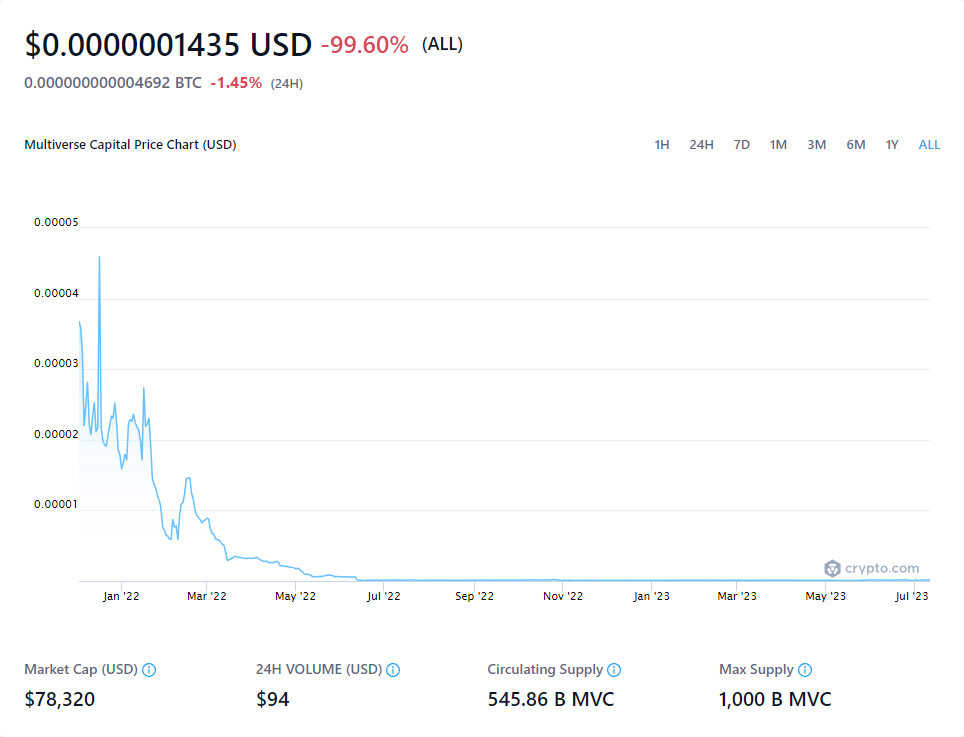 $0.0000001435 USD -99.60% (ALL)
0.000000000004692 BTC -1.45% (24H)
Multiverse Capital Price Chart (USD) 1H 24H 7D 1M 3M 6M 1Y ALL
0.00005
0.00004
0.00003
0.00002
0.00001
crypto.com
Jan '22 Mar '22 May '22 Jul '22 Sep '22 Nov '22 Jan '23 Mar '23 May '23 Jul '23
Market Cap (USD) 24H VOLUME (USD) Circulating Supply Max Supply
$78,320 $94 545.86 B MVC 1,000 B MVC